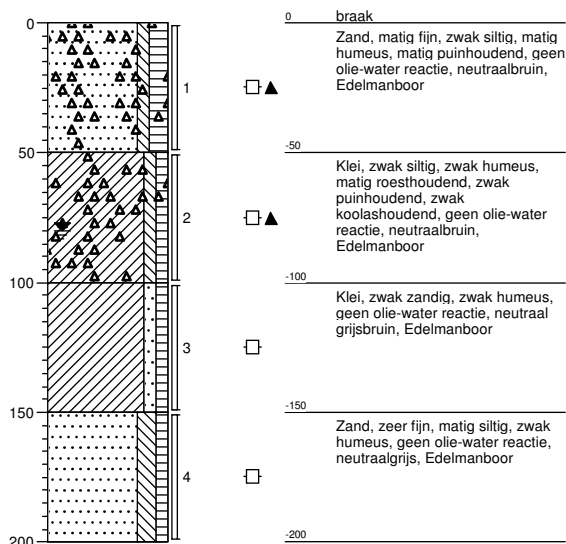 0
0
braak
Zand, matig fijn, zwak siltig, matig
humeus, matig puinhoudend, geen
olie-water reactie, neutraalbruin,
Edelmanboor
1
50
-50
Klei, zwak siltig, zwak humeus,
matig roesthoudend, zwak
puinhoudend, zwak
koolashoudend, geen olie-water
reactie, neutraalbruin,
Edelmanboor
2
100
-100
Klei, zwak zandig, zwak humeus,
geen olie-water reactie, neutraal
grijsbruin, Edelmanboor
3
150
-150
Zand, zeer fijn, matig siltig, zwak
humeus, geen olie-water reactie,
neutraalgrijs, Edelmanboor
4
200
-200